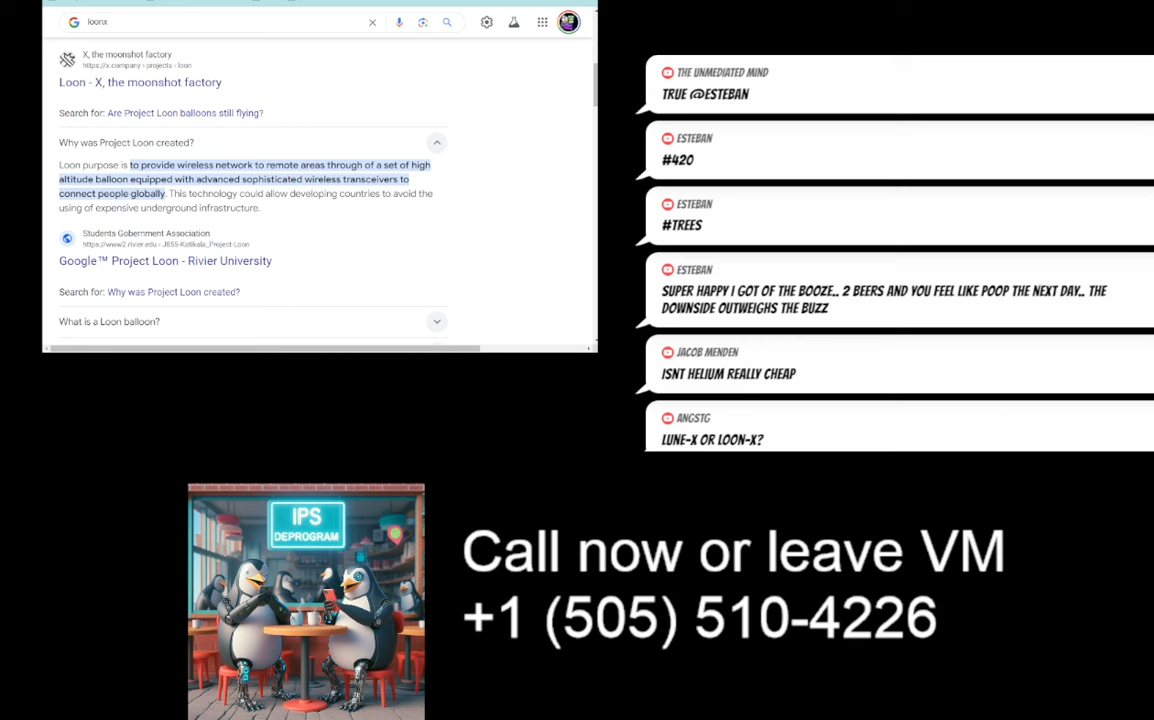 loonx
X, the moonshot factory
https://x.company › projects › loon
Loon - X, the moonshot factory
Search for: Are Project Loon balloons still flying?
Why was Project Loon created?
Loon purpose is to provide wireless network to remote areas through of a set of high
altitude balloon equipped with advanced sophisticated wireless transceivers to
connect people globally. This technology could allow developing countries to avoid the
using of expensive underground infrastructure.
Students Gobernment Association
https://www2.rivier.edu › J855-Katikala_Project-Loon
Google™ Project Loon - Rivier University
Search for: Why was Project Loon created?
What is a Loon balloon?
THE UNMEDIATED MIND
TRUE @ESTEBAN
ESTEBAN
#420
ESTEBAN
#TREES
ESTEBAN
SUPER HAPPY I GOT OF THE BOOZE.. 2 BEERS AND YOU FEEL LIKE POOP THE NEXT DAY.. THE
DOWNSIDE OUTWEIGHS THE BUZZ
JACOB MENDEN
ISNT HELIUM REALLY CHEAP
ANGSTG
LUNE-X OR LOON-X?
IPS
DEPROGRAM
Call now or leave VM
+1 (505) 510-4226